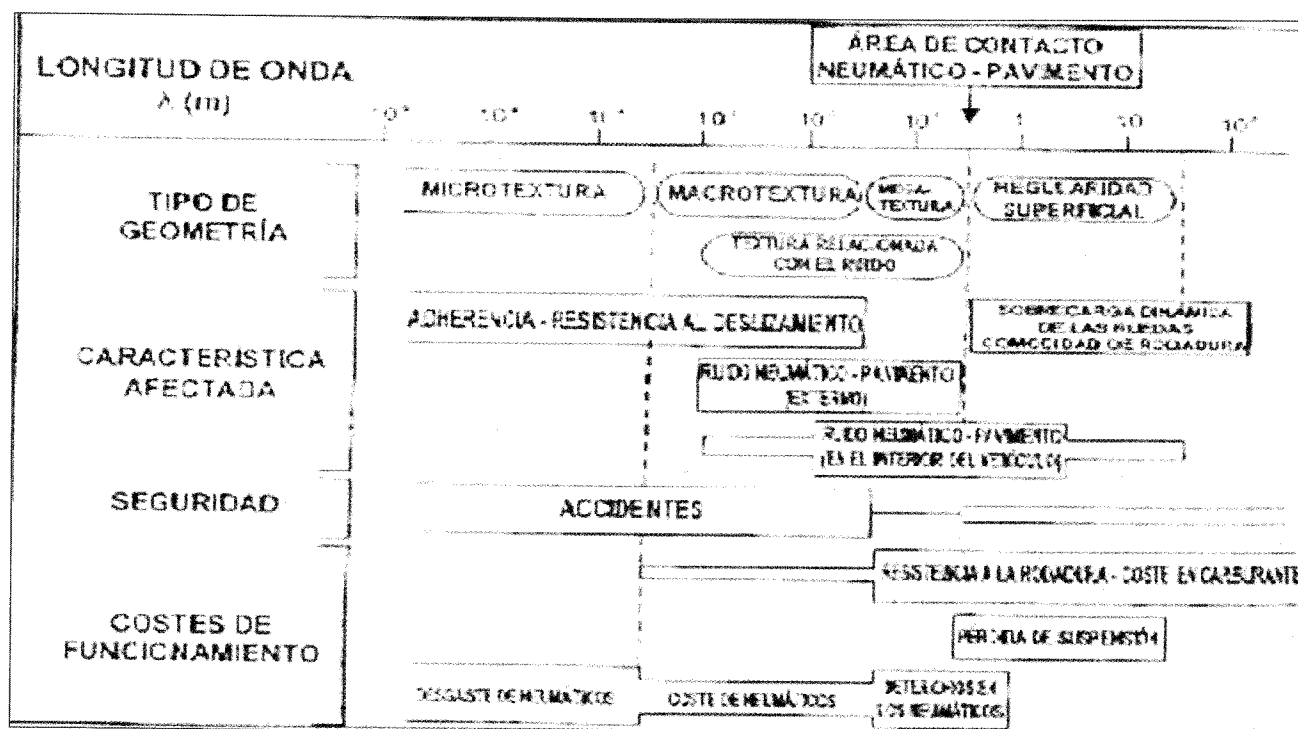 ÁREA DE CONTACTO
NEUMÁTICO - PAVIMENTO
LONGITUD DE ONDA
λ (m)
1
10
TIPO DE
GEOMETRÍA
MICROTEXTURA
MACROTEXTURA
MEGA-
TEXTURA
REGULARIDAD
SUPERFICIAL
TEXTURA RELACIONADA
CON EL RUIDO
CARACTERISTICA
AFECTADA
ADHERENCIA - RESISTENCIA AL DESLIZAMIENTO
SOBRECARGA DINÁMICA
DE LAS RUEDAS
COMODIDAD DE RODADURA
RUIDO NEUMÁTICO - PAVIMENTO
EXTERNO
RUIDO NEUMÁTICO - PAVIMENTO
EN EL INTERIOR DEL VEHÍCULO
SEGURIDAD
ACCIDENTES
COSTES DE
FUNCIONAMIENTO
RESISTENCIA A LA RODADURA - COSTE EN CARBURANTE
PÉRDIDA DE SUSPENSIÓN
DESGASTE DE NEUMÁTICOS
COSTE DE NEUMÁTICOS
LOS NEUMÁTICOS